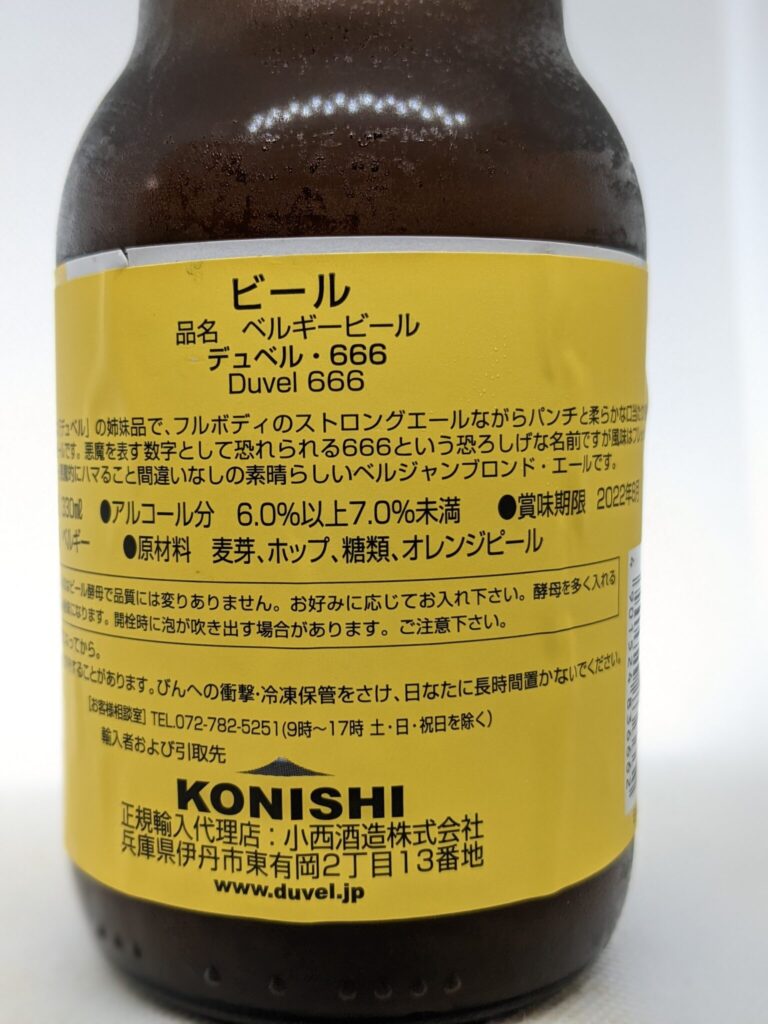 ビール
品名 ベルギービール
デュベル・666
Duvel 666
デュベル」の姉妹品で、フルボディのストロングエールながらパンチと柔らかな口当た
ルです。悪魔を表す数字として恐れられる666という恐ろしげな名前ですが風味はフレッ
的にハマること間違いなしの素晴らしいベルジャンブロンド・エールです。
330㎖ ●アルコール分 6.0%以上7.0%未満 ●賞味期限 2022年8月
ベルギー ●原材料 麦芽、ホップ、糖類、オレンジピール
はビール酵母で品質には変りありません。お好みに応じてお入れ下さい。酵母を多く入れる
になります。開栓時に泡が吹き出す場合があります。ご注意下さい。
ってから。
することがあります。びんへの衝撃・冷凍保管をさけ、日なたに長時間置かないでください。
[お客様相談室] TEL.072-782-5251(9時～17時 土・日・祝日を除く)
輸入者および引取先
KONISHI
正規輸入代理店：小西酒造株式会社
兵庫県伊丹市東有岡2丁目13番地
www.duvel.jp